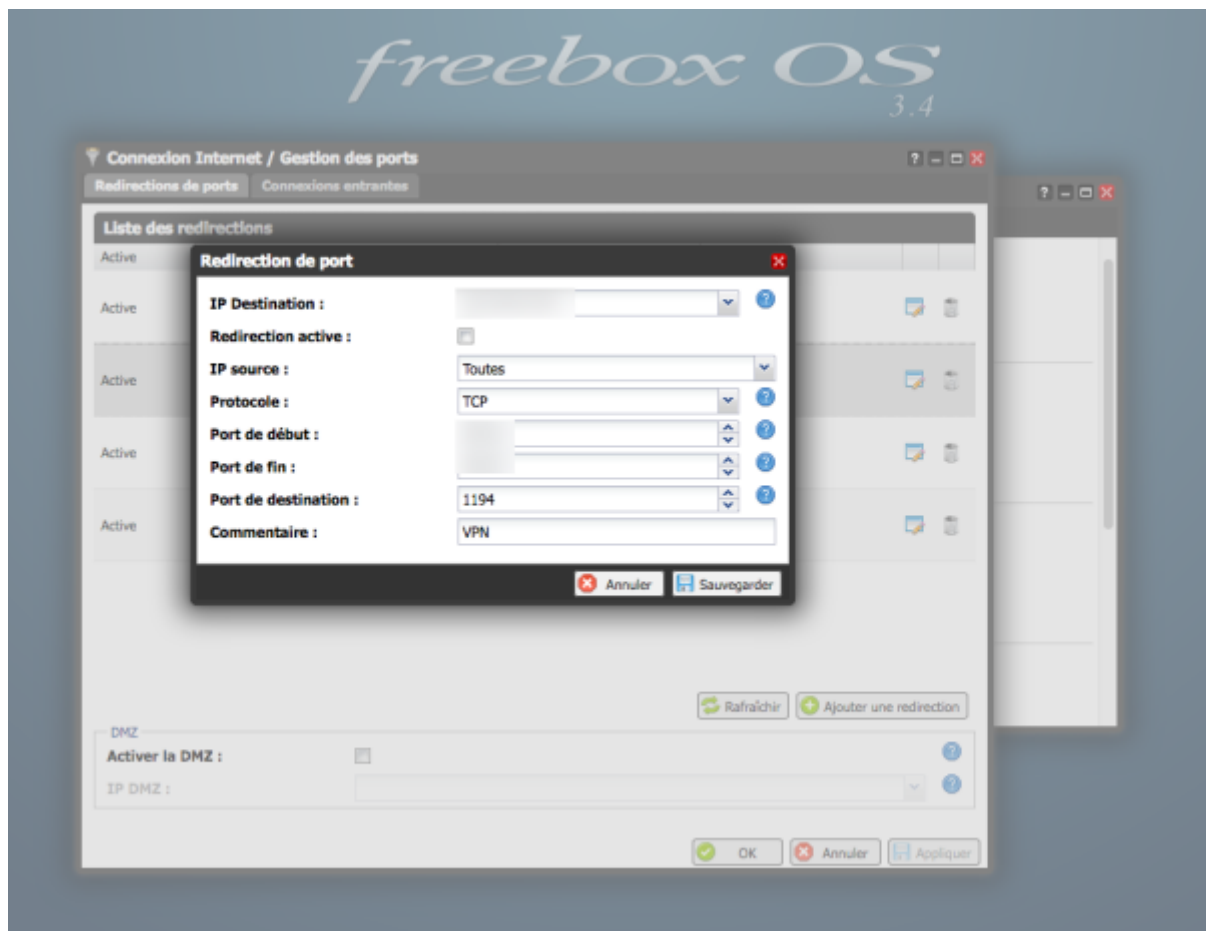 freebox OS
3.4
Connexion Internet / Gestion des ports
Redirections de ports Connexions entrantes
Liste des redirections
Active
Redirection de port
IP Destination :
Active
Redirection active :
IP source : Toutes
Active
Protocole : TCP
Port de début :
Active
Port de fin :
Port de destination : 1194
Active
Commentaire : VPN
Annuler Sauvegarder
Rafraîchir Ajouter une redirection
DMZ
Activer la DMZ :
IP DMZ :
OK Annuler Appliquer